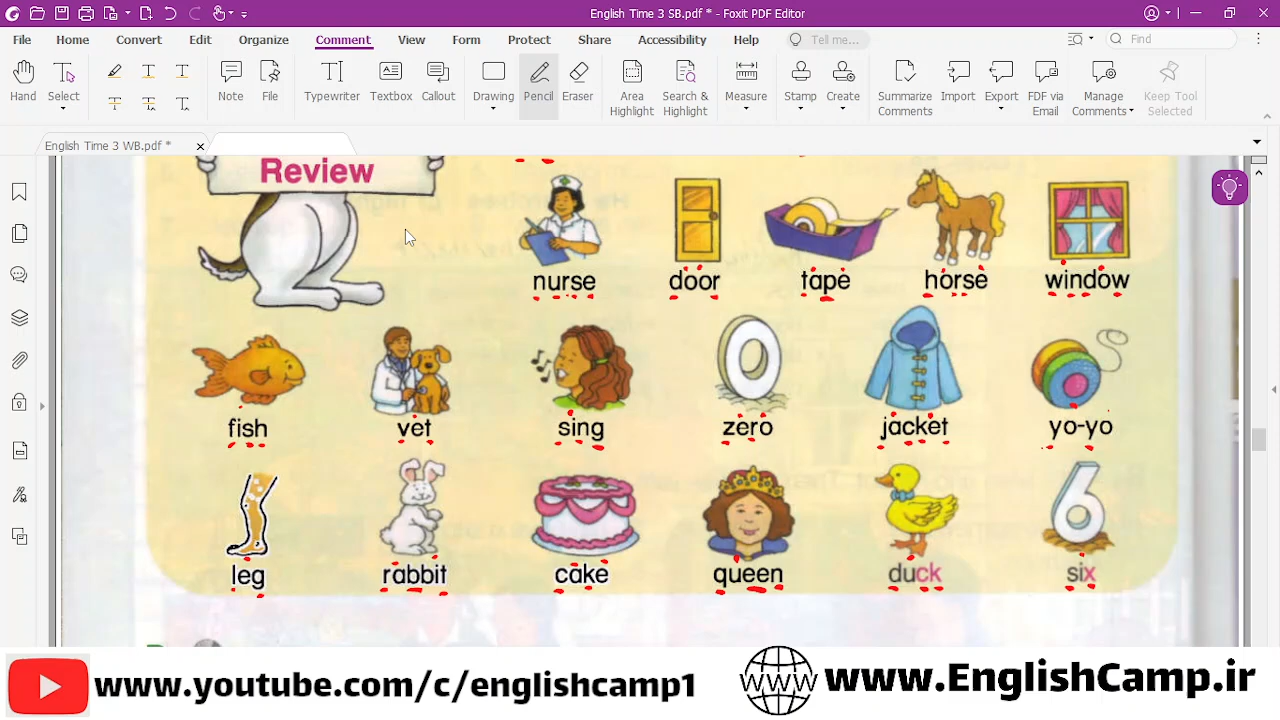 English Time 3 SB.pdf * - Foxit PDF Editor
File Home Convert Edit Organize Comment View Form Protect Share Accessibility Help Tell me... Find
Hand Select Note File Typewriter Textbox Callout Drawing Pencil Eraser Area Highlight Search & Highlight Measure Stamp Create Summarize Comments Import Export PDF via Email Manage Comments Keep Tool Selected
English Time 3 WB.pdf *
Review
nurse door tape horse window
fish vet sing zero jacket yo-yo
leg rabbit cake queen duck six
www.youtube.com/c/englishcamp1 www.EnglishCamp.ir